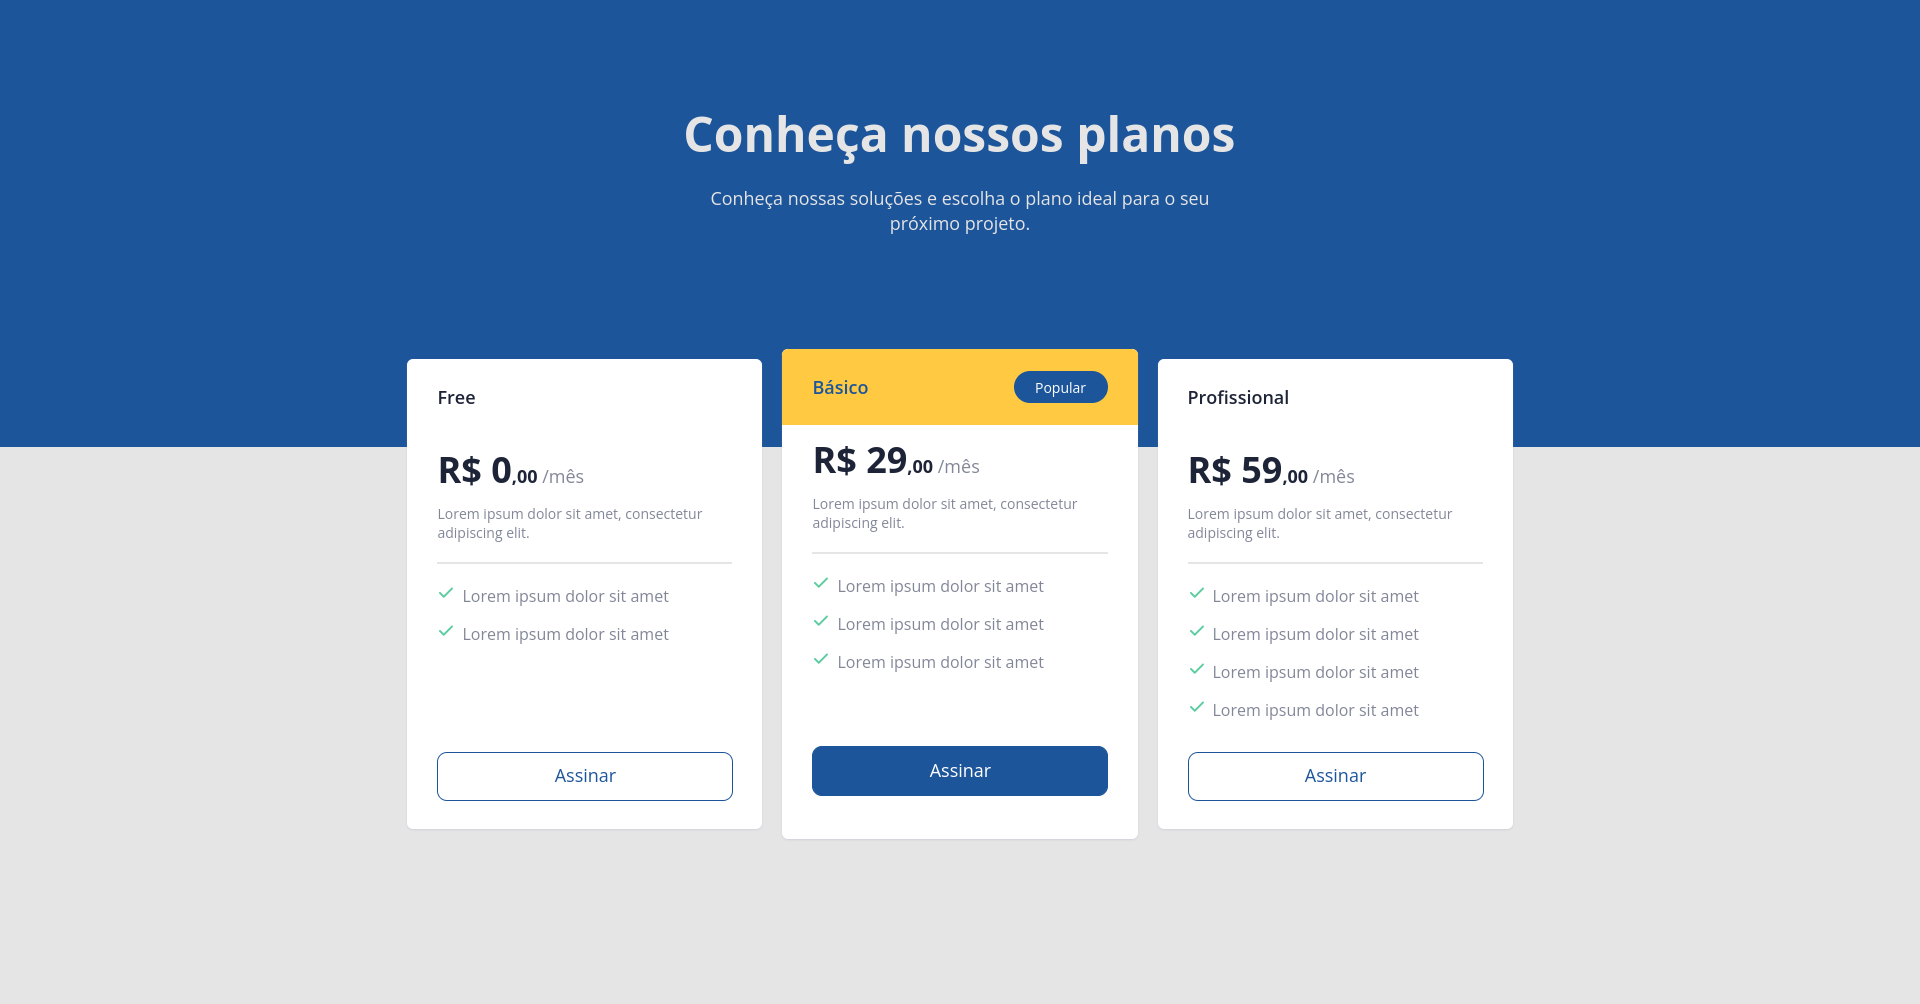 Conheça nossos planos
Conheça nossas soluções e escolha o plano ideal para o seu
próximo projeto.
Free
R$ 0,00 /mês
Lorem ipsum dolor sit amet, consectetur
adipiscing elit.
Lorem ipsum dolor sit amet
Lorem ipsum dolor sit amet
Assinar
Básico
Popular
R$ 29,00 /mês
Lorem ipsum dolor sit amet, consectetur
adipiscing elit.
Lorem ipsum dolor sit amet
Lorem ipsum dolor sit amet
Lorem ipsum dolor sit amet
Assinar
Profissional
R$ 59,00 /mês
Lorem ipsum dolor sit amet, consectetur
adipiscing elit.
Lorem ipsum dolor sit amet
Lorem ipsum dolor sit amet
Lorem ipsum dolor sit amet
Lorem ipsum dolor sit amet
Assinar